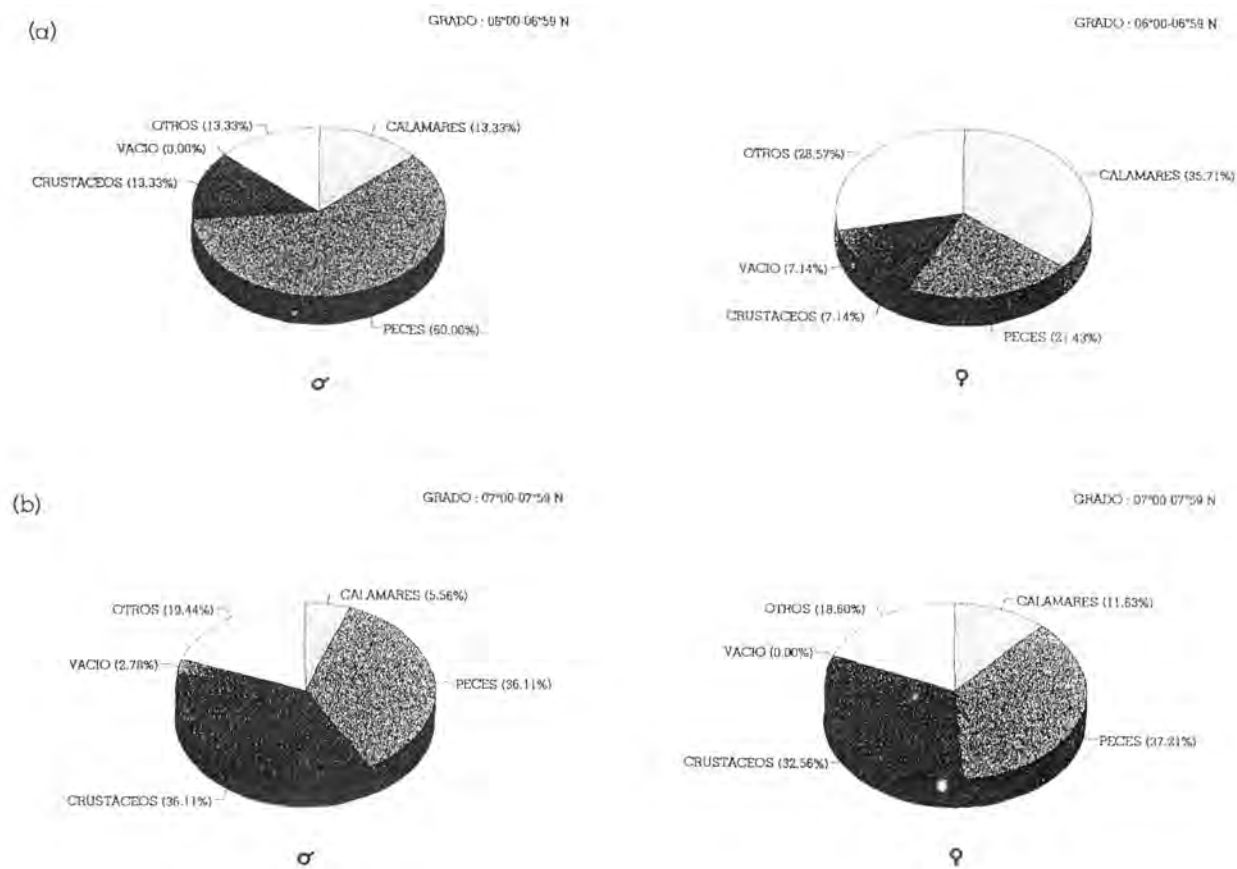 (a)
GRADO : 06°00-06°59 N
OTROS (13.33%)
CALAMARES (13.33%)
VACIO (0.00%)
CRUSTACEOS (13.33%)
PECES (60.00%)
♂
GRADO : 06°00-06°59 N
OTROS (28.57%)
CALAMARES (35.71%)
VACIO (7.14%)
CRUSTACEOS (7.14%)
PECES (21.43%)
♀
(b)
GRADO : 07°00-07°59 N
CALAMARES (5.56%)
OTROS (19.44%)
VACIO (2.78%)
PECES (36.11%)
CRUSTACEOS (36.11%)
♂
GRADO : 07°00-07°59 N
OTROS (18.60%)
CALAMARES (11.63%)
VACIO (0.00%)
PECES (37.21%)
CRUSTACEOS (32.56%)
♀